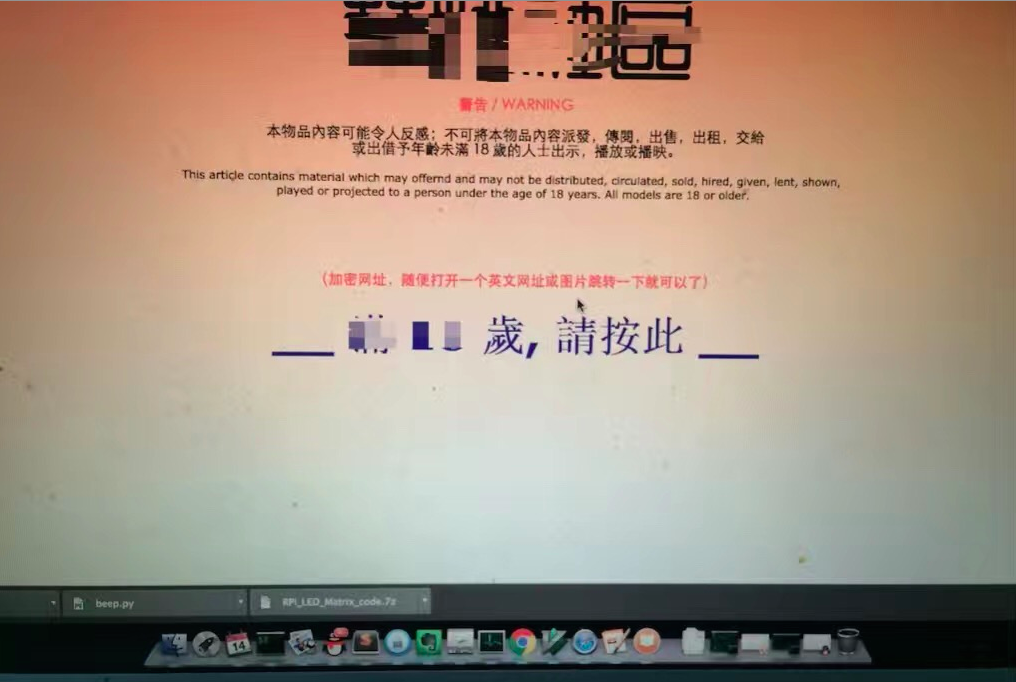 警告 / WARNING
本物品內容可能令人反感；不可將本物品內容派發，傳閱，出售，出租，交給
或出借予年齡未滿 18 歲的人士出示，播放或播映。
This article contains material which may offernd and may not be distributed, circulated, sold, hired, given, lent, shown,
played or projected to a person under the age of 18 years. All models are 18 or older.
（加密网址，随便打开一个英文网址或图片跳转一下就可以了）
歲, 請按此
beep.py
RPi_LED_Matrix_code.7z
14